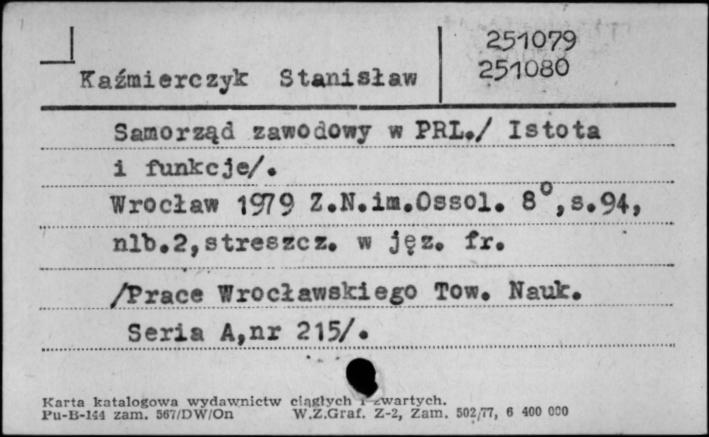 251079
Kaźmierczyk Stanisław 251080
Samorząd zawodowy w PRL./ Istota
i funkcje/.
Wrocław 1979 Z.N.im.Ossol. 8°,s.94,
nlb.2,streszcz. w jęz. fr.
/Prace Wrocławskiego Tow. Nauk.
Seria A,nr 215/.
Karta katalogowa wydawnictw ciągłych i zwartych.
Pu-B-144 zam. 567/DW/On W.Z.Graf. Z-2, Zam. 502/77, 6 400 000